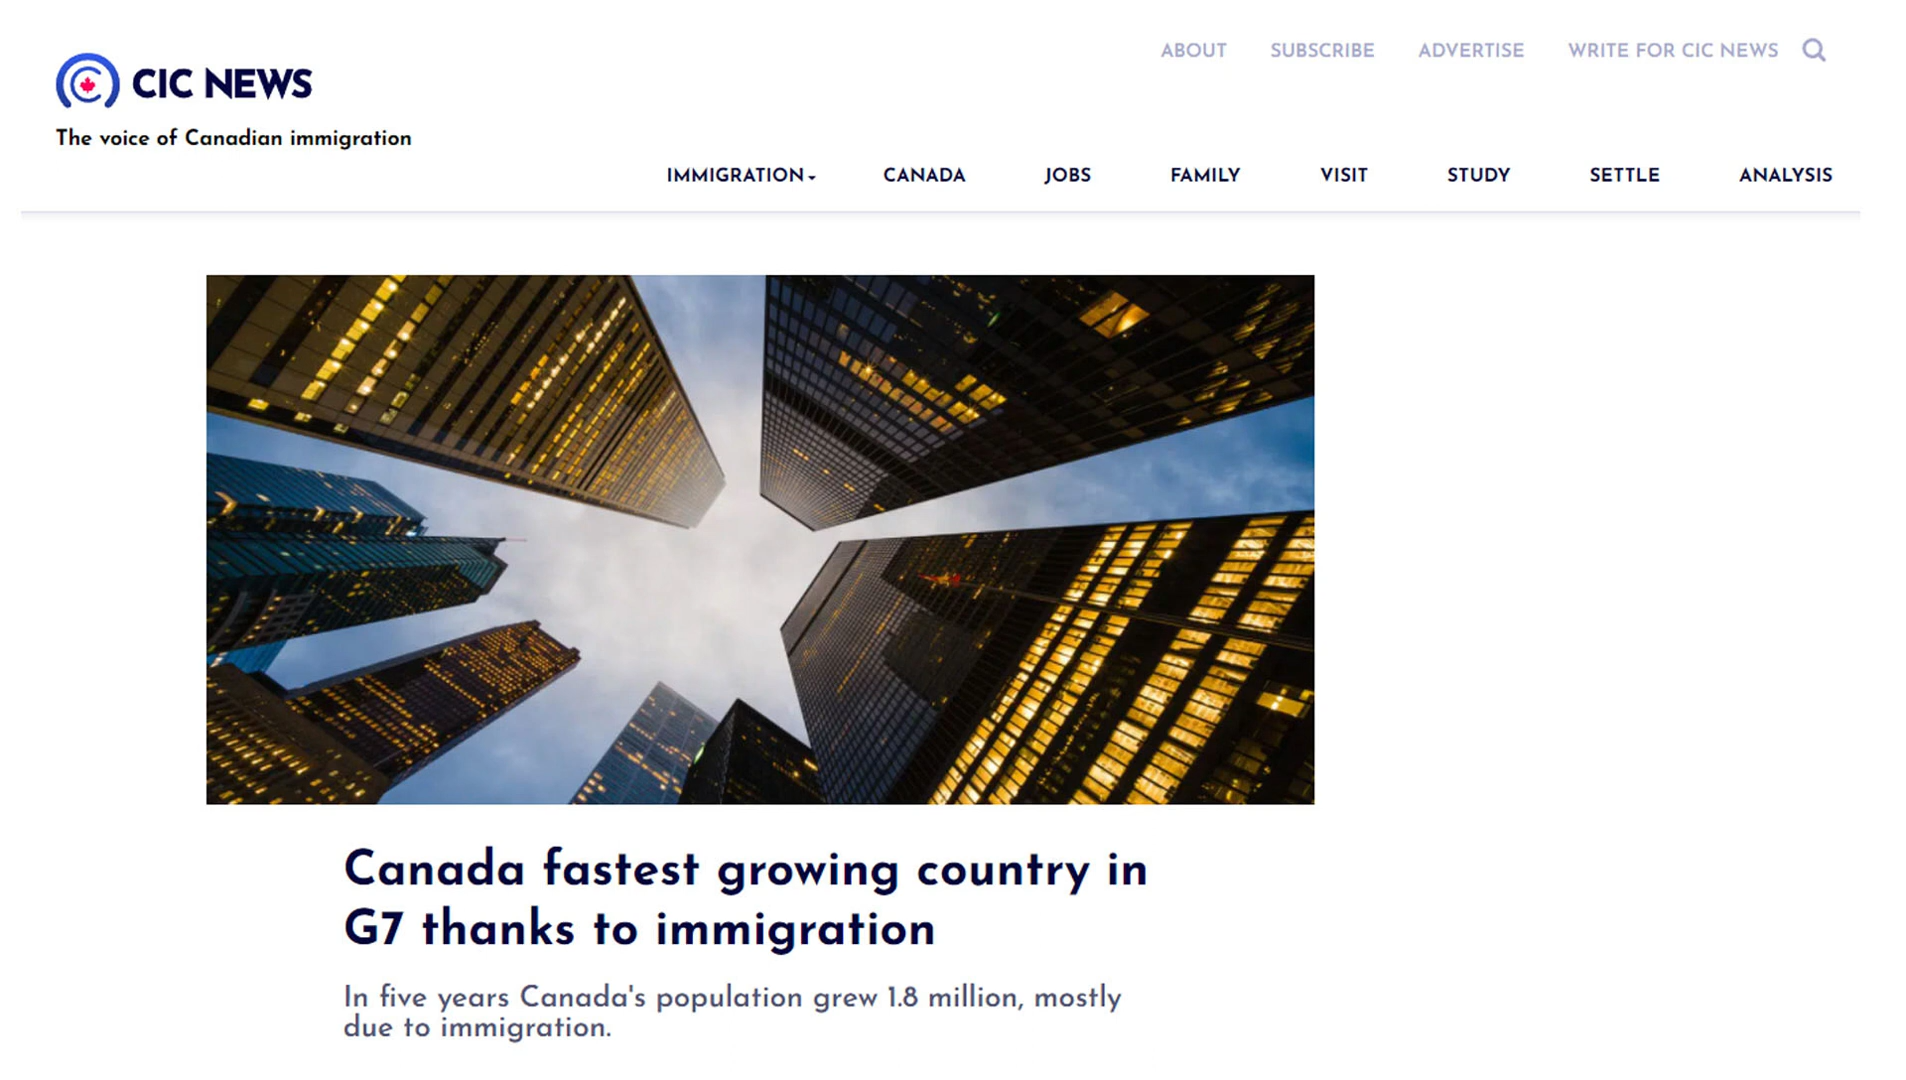 ABOUT SUBSCRIBE ADVERTISE WRITE FOR CIC NEWS
CIC NEWS
The voice of Canadian immigration
IMMIGRATION CANADA JOBS FAMILY VISIT STUDY SETTLE ANALYSIS
Canada fastest growing country in
G7 thanks to immigration
In five years Canada's population grew 1.8 million, mostly
due to immigration.